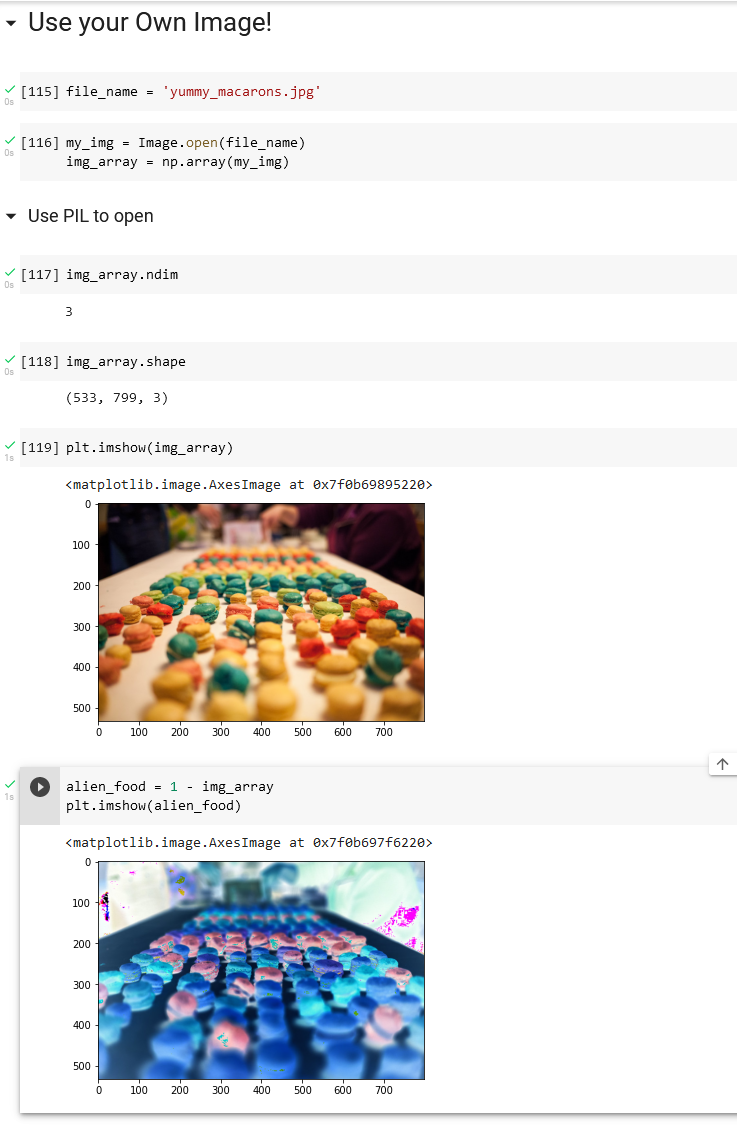 Use your Own Image!
0s
[115] file_name = 'yummy_macarons.jpg'
0s
[116] my_img = Image.open(file_name)
img_array = np.array(my_img)
Use PIL to open
0s
[117] img_array.ndim
3
0s
[118] img_array.shape
(533, 799, 3)
1s
[119] plt.imshow(img_array)
<matplotlib.image.AxesImage at 0x7f0b69895220>
0
100
200
300
400
500
0 100 200 300 400 500 600 700
1s
alien_food = 1 - img_array
plt.imshow(alien_food)
<matplotlib.image.AxesImage at 0x7f0b697f6220>
0
100
200
300
400
500
0 100 200 300 400 500 600 700